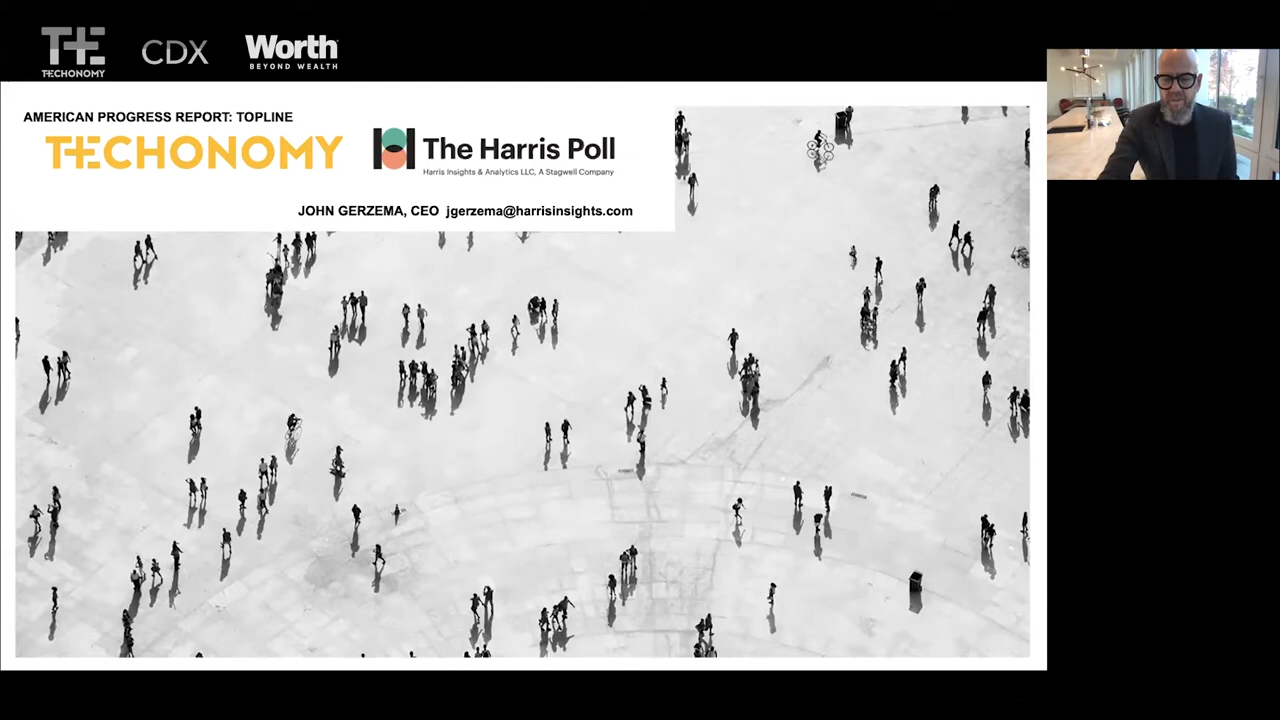 TECHONOMY
CDX
Worth
BEYOND WEALTH
AMERICAN PROGRESS REPORT: TOPLINE
TECHONOMY
The Harris Poll
Harris Insights & Analytics LLC, A Stagwell Company
JOHN GERZEMA, CEO jgerzema@harrisinsights.com